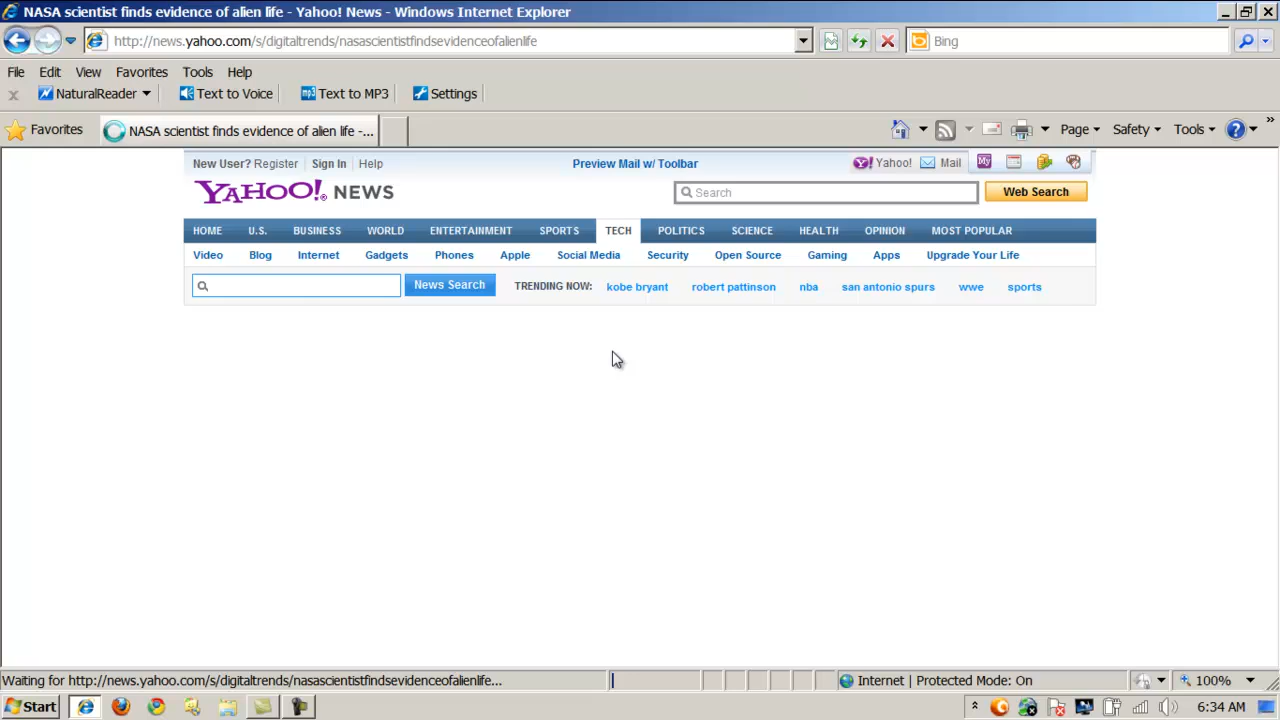 NASA scientist finds evidence of alien life - Yahoo! News - Windows Internet Explorer
http://news.yahoo.com/s/digitaltrends/nasascientistfindsevidenceofalienlife
Bing
File Edit View Favorites Tools Help
x NaturalReader Text to Voice mp3 Text to MP3 Settings
Favorites NASA scientist finds evidence of alien life -... Page Safety Tools »
New User? Register Sign In Help Preview Mail w/ Toolbar Y! Yahoo! Mail My
YAHOO!® NEWS Search Web Search
HOME U.S. BUSINESS WORLD ENTERTAINMENT SPORTS TECH POLITICS SCIENCE HEALTH OPINION MOST POPULAR
Video Blog Internet Gadgets Phones Apple Social Media Security Open Source Gaming Apps Upgrade Your Life
News Search TRENDING NOW: kobe bryant robert pattinson nba san antonio spurs wwe sports
Waiting for http://news.yahoo.com/s/digitaltrends/nasascientistfindsevidenceofalienlife... Internet | Protected Mode: On 100%
Start 6:34 AM